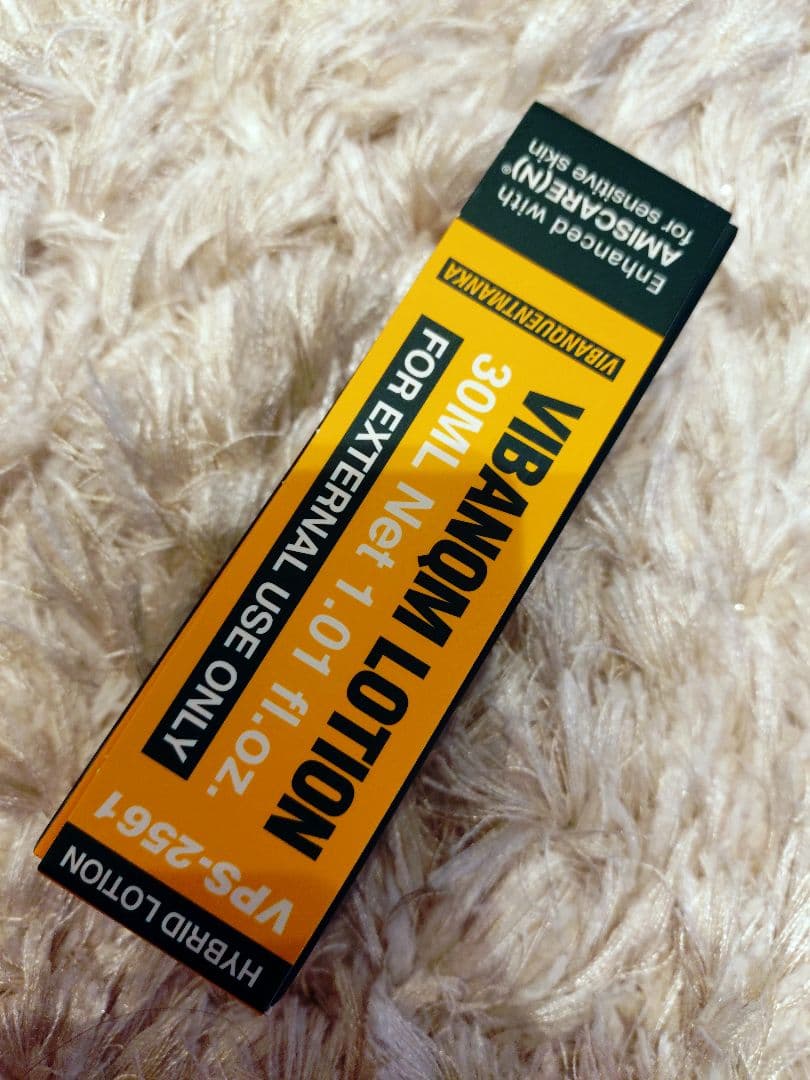 HYBRID LOTION
VPS-2561
VIBANQM LOTION
30ML Net 1.01 fl.oz.
FOR EXTERNAL USE ONLY
VIBANQUENTMANKA
Enhanced with
AMISCARE(N)®
for sensitive skin